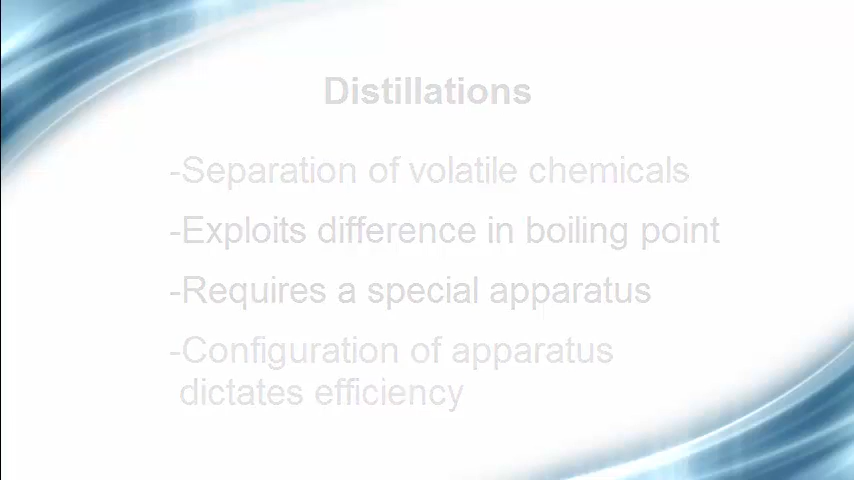 Distillations
-Separation of volatile chemicals
-Exploits difference in boiling point
-Requires a special apparatus
-Configuration of apparatus
dictates efficiency